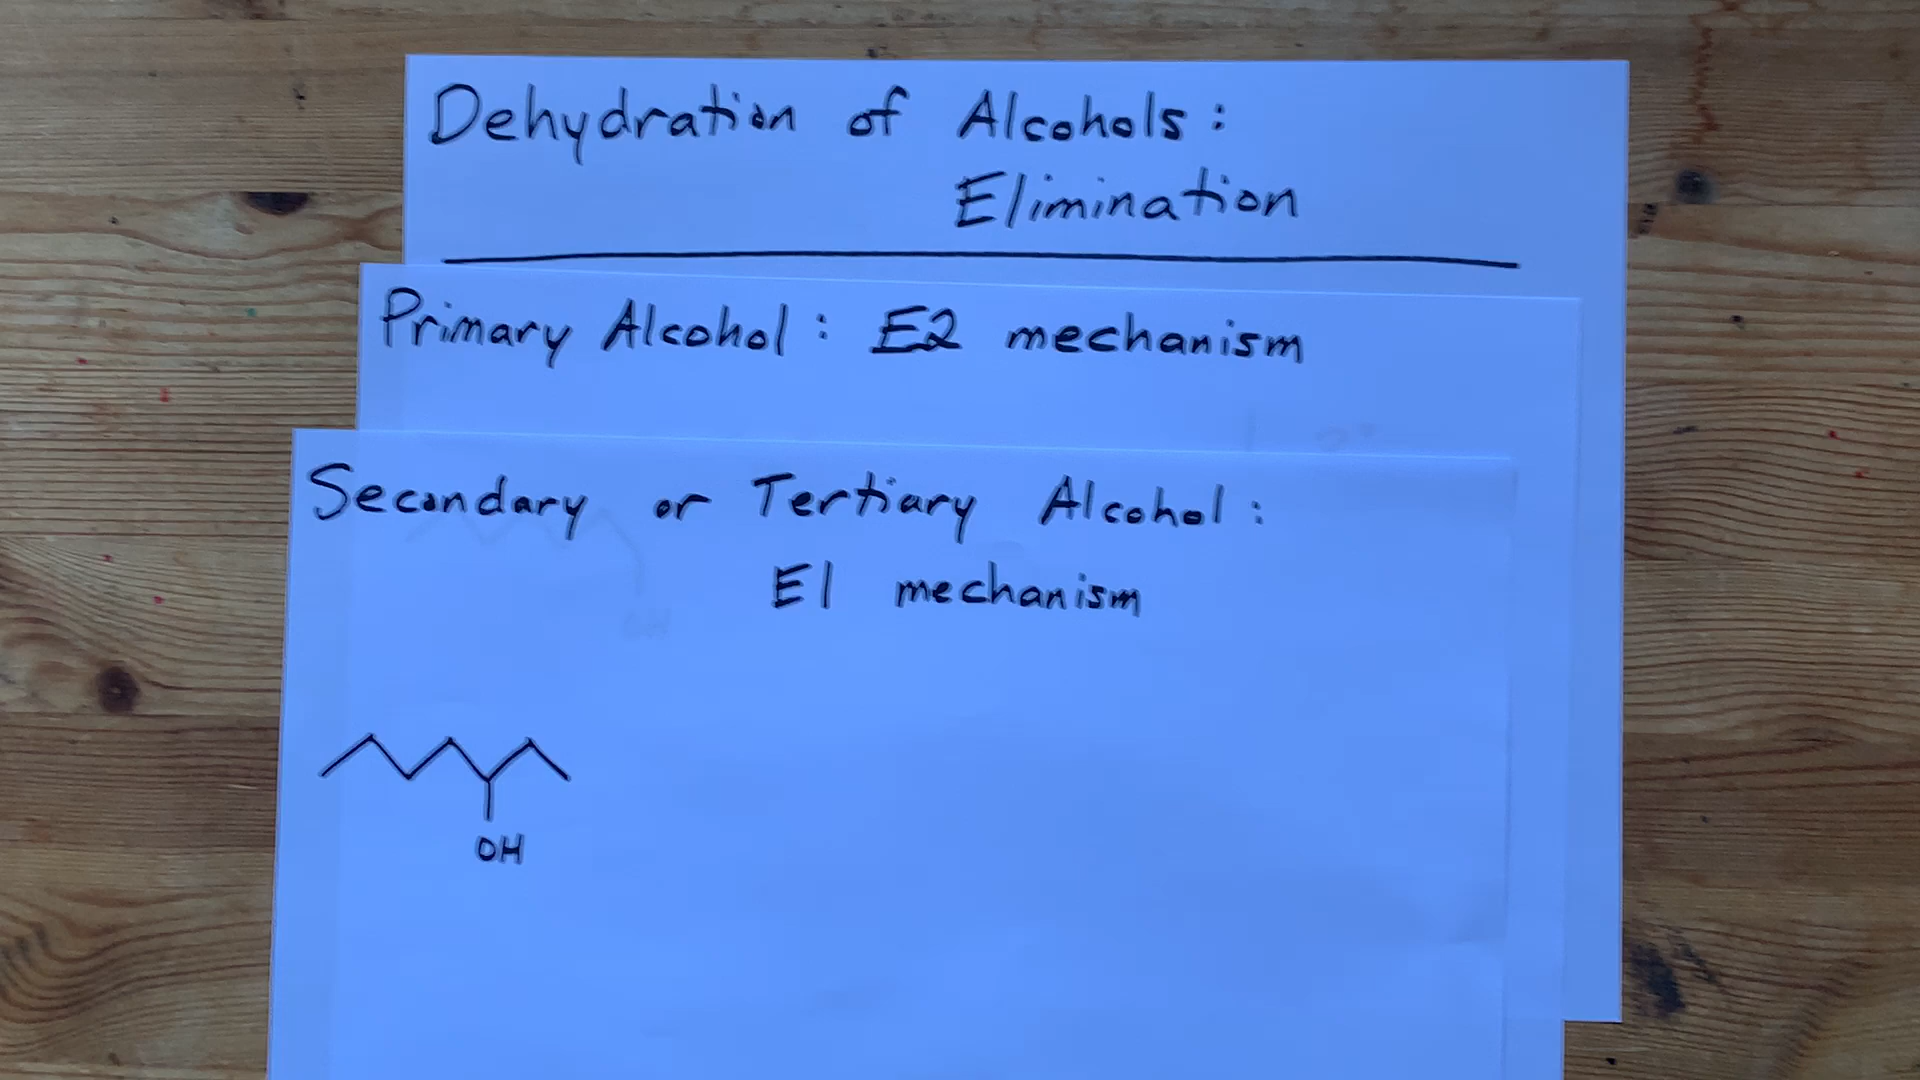 Dehydration of Alcohols:
Elimination
Primary Alcohol: E2 mechanism
Secondary or Tertiary Alcohol:
E1 mechanism
OH